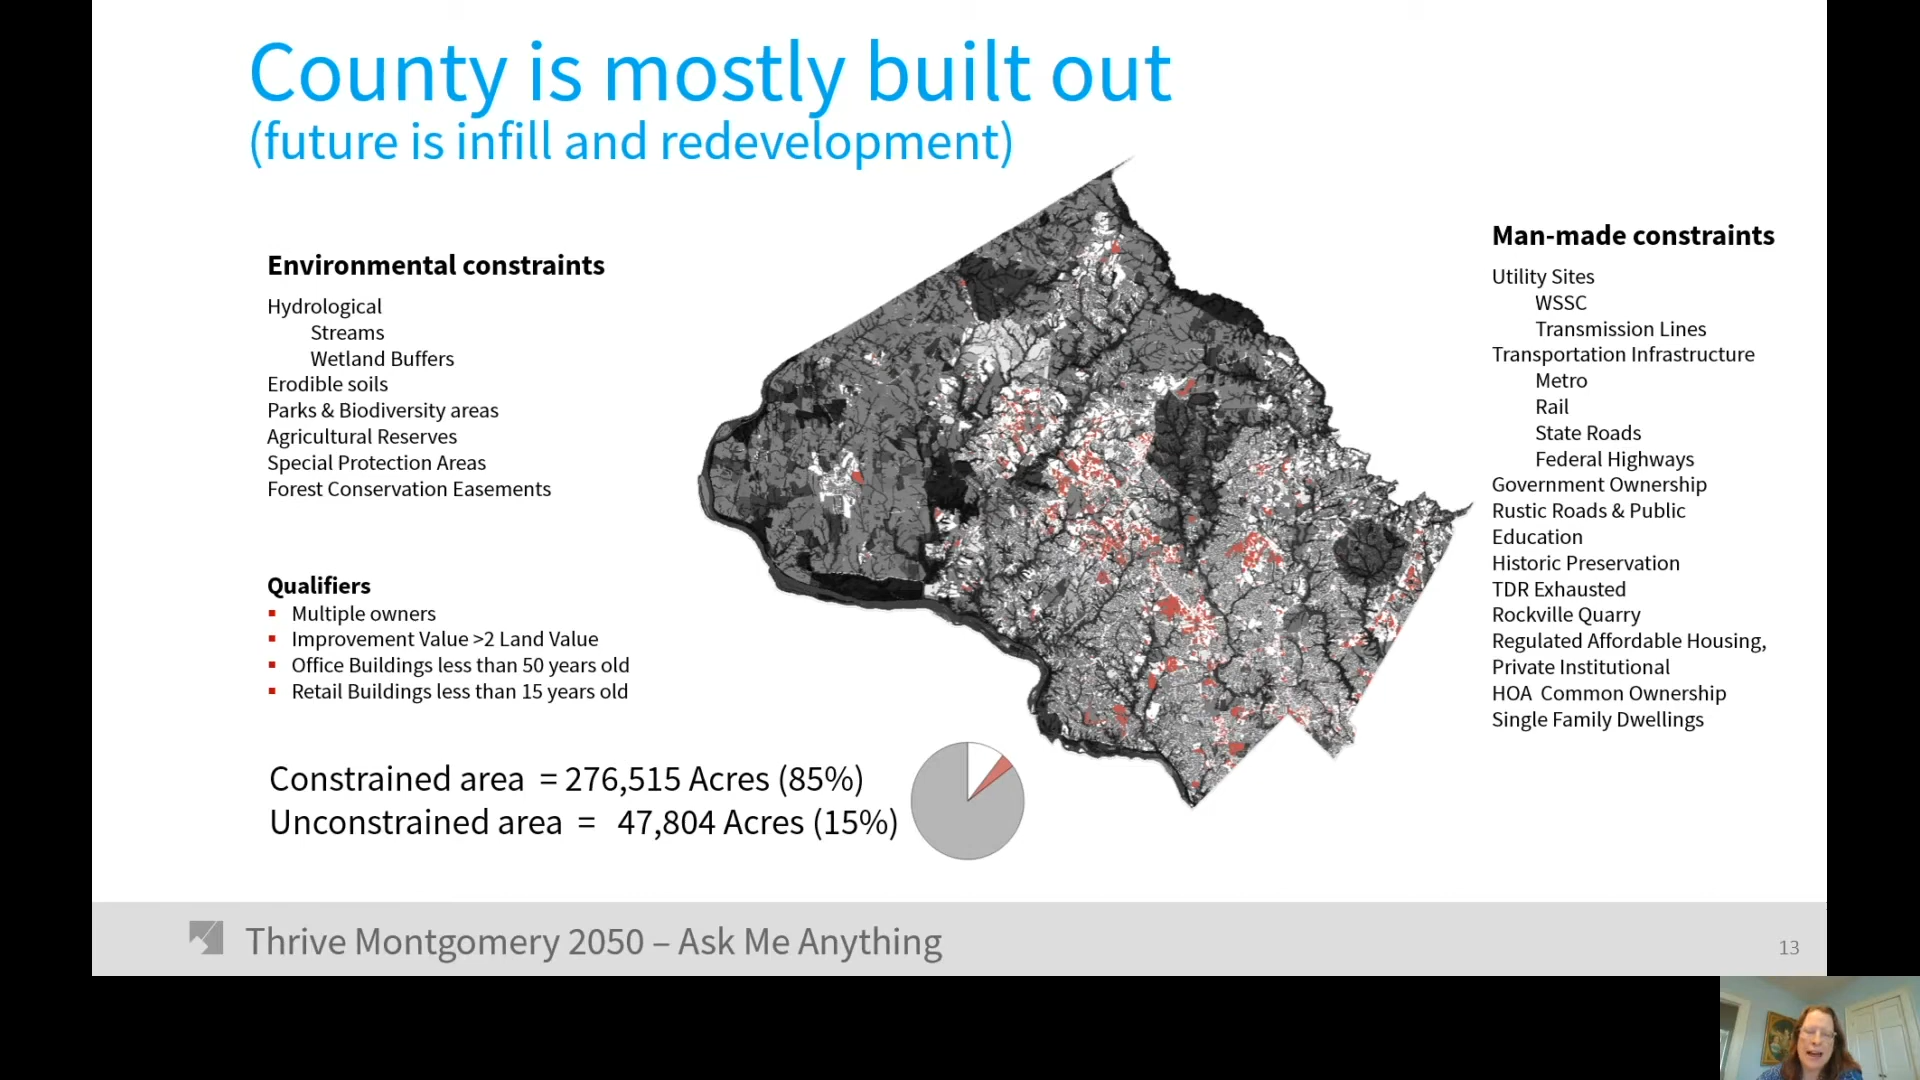 County is mostly built out
(future is infill and redevelopment)
Environmental constraints
Hydrological
Streams
Wetland Buffers
Erodible soils
Parks & Biodiversity areas
Agricultural Reserves
Special Protection Areas
Forest Conservation Easements
Qualifiers
▪ Multiple owners
▪ Improvement Value >2 Land Value
▪ Office Buildings less than 50 years old
▪ Retail Buildings less than 15 years old
Constrained area = 276,515 Acres (85%)
Unconstrained area = 47,804 Acres (15%)
Man-made constraints
Utility Sites
WSSC
Transmission Lines
Transportation Infrastructure
Metro
Rail
State Roads
Federal Highways
Government Ownership
Rustic Roads & Public
Education
Historic Preservation
TDR Exhausted
Rockville Quarry
Regulated Affordable Housing,
Private Institutional
HOA Common Ownership
Single Family Dwellings
Thrive Montgomery 2050 – Ask Me Anything
13